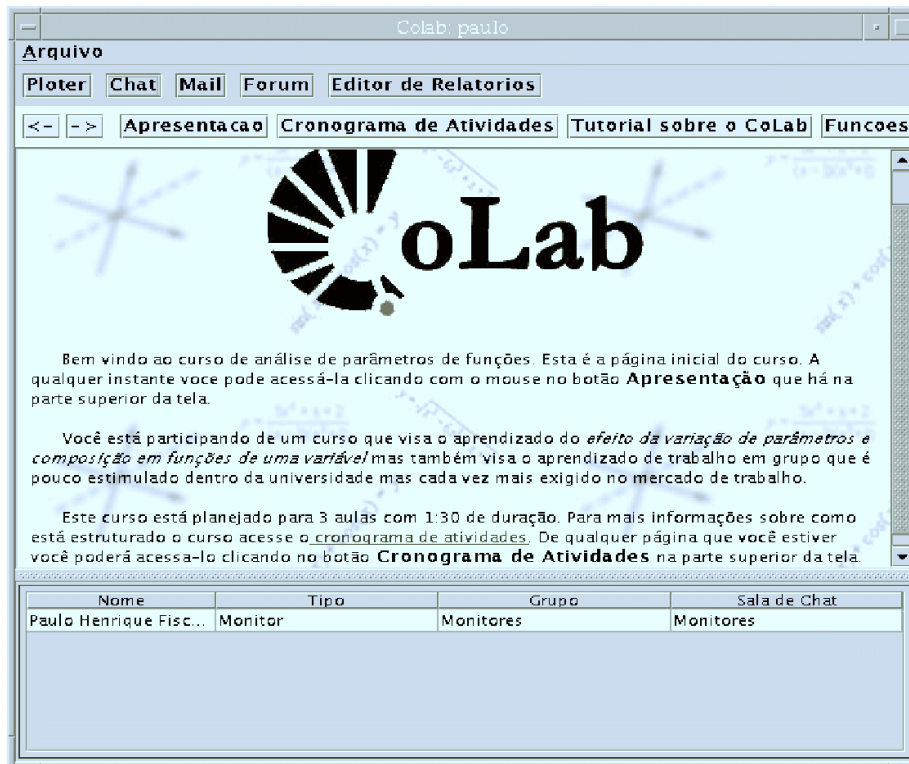 Colab: paulo
Arquivo
Ploter Chat Mail Forum Editor de Relatorios
<- -> Apresentacao Cronograma de Atividades Tutorial sobre o CoLab Funcoes
oLab
Bem vindo ao curso de análise de parâmetros de funções. Esta é a página inicial do curso. A
qualquer instante voce pode acessá-la clicando com o mouse no botão Apresentação que há na
parte superior da tela.
Você está participando de um curso que visa o aprendizado do efeito da variação de parâmetros e
composição em funções de uma variável mas também visa o aprendizado de trabalho em grupo que é
pouco estimulado dentro da universidade mas cada vez mais exigido no mercado de trabalho.
Este curso está planejado para 3 aulas com 1:30 de duração. Para mais informações sobre como
está estruturado o curso acesse o cronograma de atividades. De qualquer página que você estiver
você poderá acessa-lo clicando no botão Cronograma de Atividades na parte superior da tela.
Nome Tipo Grupo Sala de Chat
Paulo Henrique Fisc... Monitor Monitores Monitores